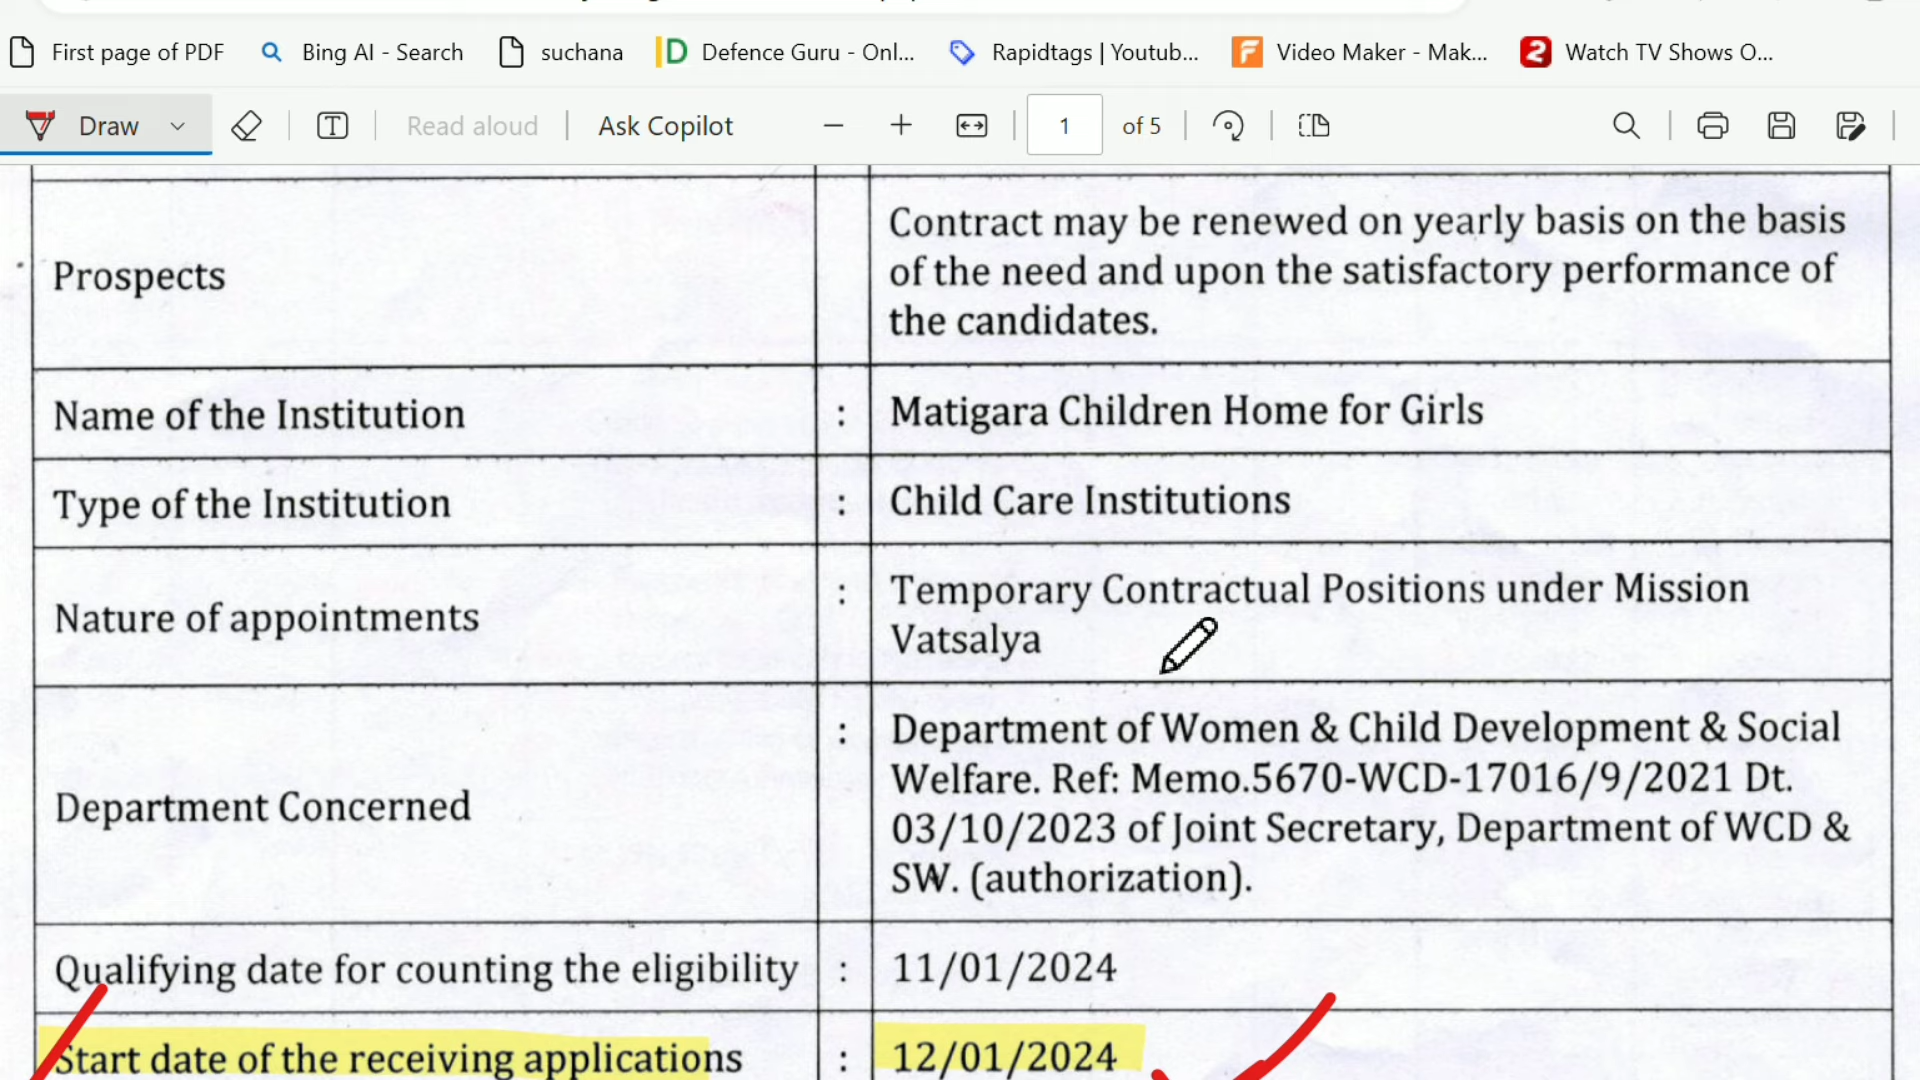 First page of PDF
Bing AI - Search
suchana
Defence Guru - Onl...
Rapidtags | Youtub...
Video Maker - Mak...
Watch TV Shows O...
Draw
Read aloud
Ask Copilot
1
of 5
Prospects
Contract may be renewed on yearly basis on the basis
of the need and upon the satisfactory performance of
the candidates.
Name of the Institution : Matigara Children Home for Girls
Type of the Institution : Child Care Institutions
Nature of appointments : Temporary Contractual Positions under Mission
Vatsalya
Department Concerned : Department of Women & Child Development & Social
Welfare. Ref: Memo.5670-WCD-17016/9/2021 Dt.
03/10/2023 of Joint Secretary, Department of WCD &
SW. (authorization).
Qualifying date for counting the eligibility : 11/01/2024
Start date of the receiving applications : 12/01/2024